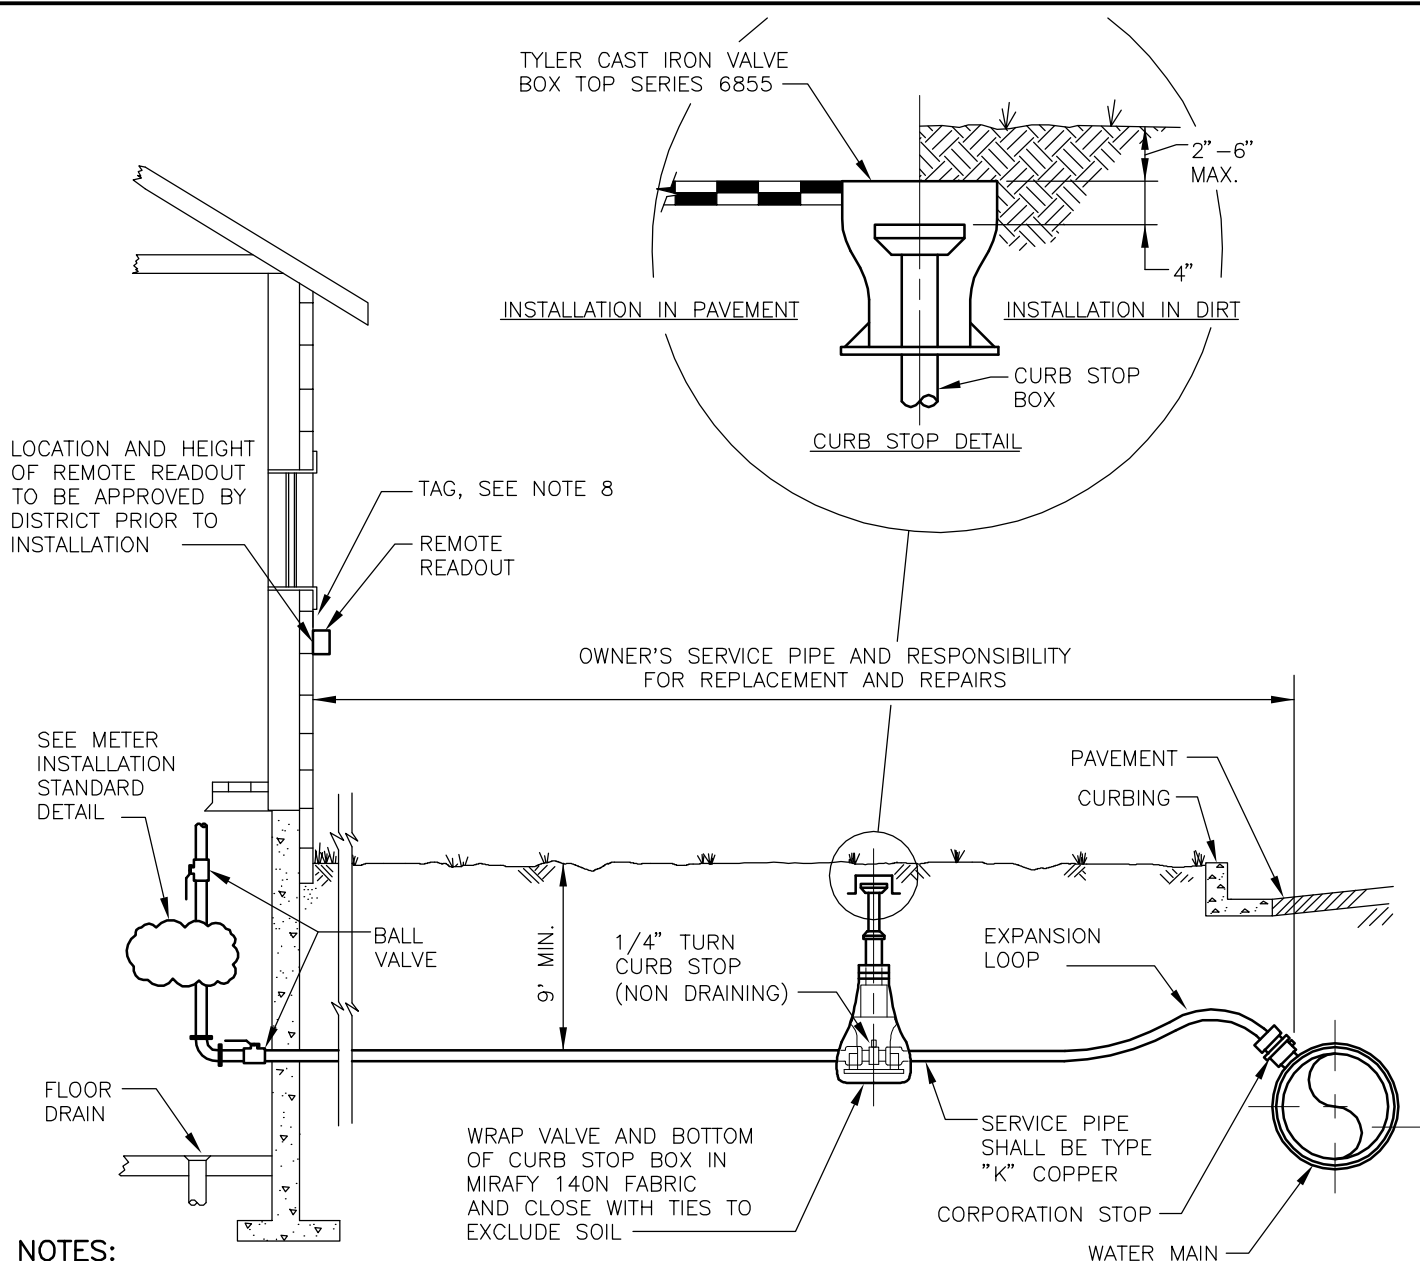 TYLER CAST IRON VALVE
BOX TOP SERIES 6855
2"-6"
MAX.
4"
INSTALLATION IN PAVEMENT
INSTALLATION IN DIRT
CURB STOP
BOX
CURB STOP DETAIL
LOCATION AND HEIGHT
OF REMOTE READOUT
TO BE APPROVED BY
DISTRICT PRIOR TO
INSTALLATION
TAG, SEE NOTE 8
REMOTE
READOUT
OWNER'S SERVICE PIPE AND RESPONSIBILITY
FOR REPLACEMENT AND REPAIRS
SEE METER
INSTALLATION
STANDARD
DETAIL
PAVEMENT
CURBING
BALL
VALVE
9' MIN.
1/4" TURN
CURB STOP
(NON DRAINING)
EXPANSION
LOOP
FLOOR
DRAIN
WRAP VALVE AND BOTTOM
OF CURB STOP BOX IN
MIRAFY 140N FABRIC
AND CLOSE WITH TIES TO
EXCLUDE SOIL
SERVICE PIPE
SHALL BE TYPE
"K" COPPER
CORPORATION STOP
WATER MAIN
NOTES: